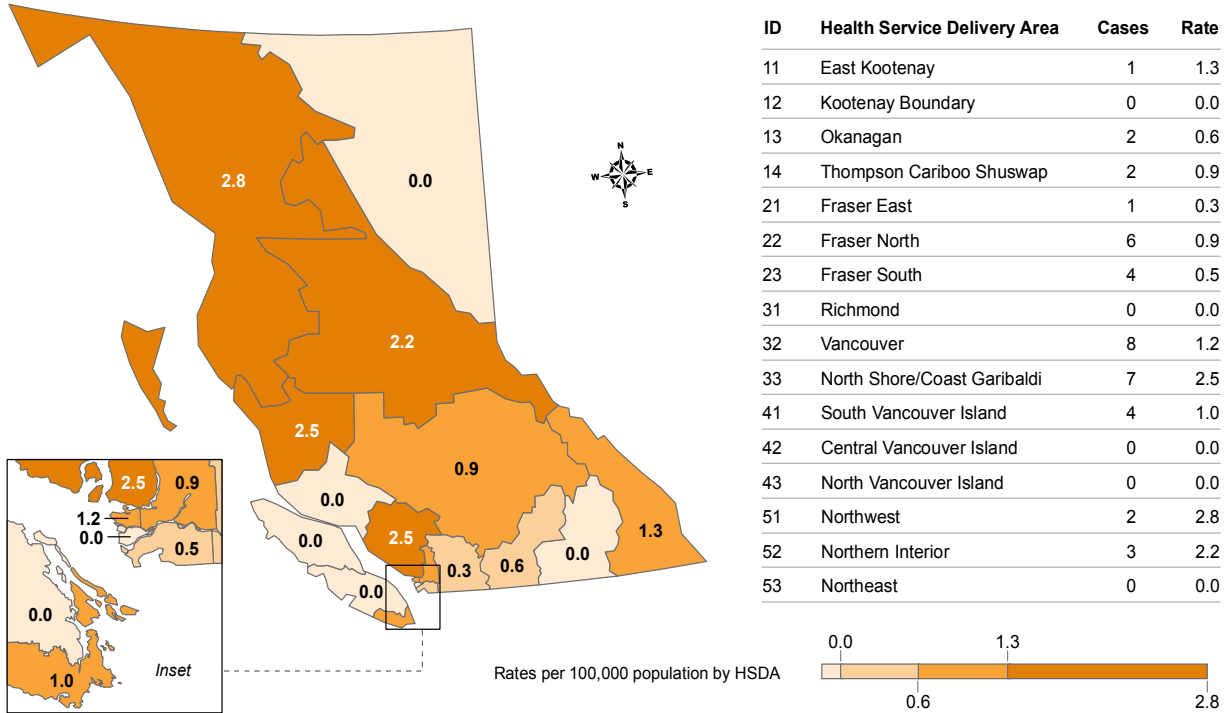 N
W E
S
2.8
0.0
2.2
2.5
0.9
0.0
0.0
2.5
0.3
0.6
0.0
1.3
0.0
2.5
0.9
1.2
0.0
0.5
0.0
1.0
Inset
ID Health Service Delivery Area Cases Rate
11 East Kootenay 1 1.3
12 Kootenay Boundary 0 0.0
13 Okanagan 2 0.6
14 Thompson Cariboo Shuswap 2 0.9
21 Fraser East 1 0.3
22 Fraser North 6 0.9
23 Fraser South 4 0.5
31 Richmond 0 0.0
32 Vancouver 8 1.2
33 North Shore/Coast Garibaldi 7 2.5
41 South Vancouver Island 4 1.0
42 Central Vancouver Island 0 0.0
43 North Vancouver Island 0 0.0
51 Northwest 2 2.8
52 Northern Interior 3 2.2
53 Northeast 0 0.0
Rates per 100,000 population by HSDA
0.0 1.3
0.6 2.8